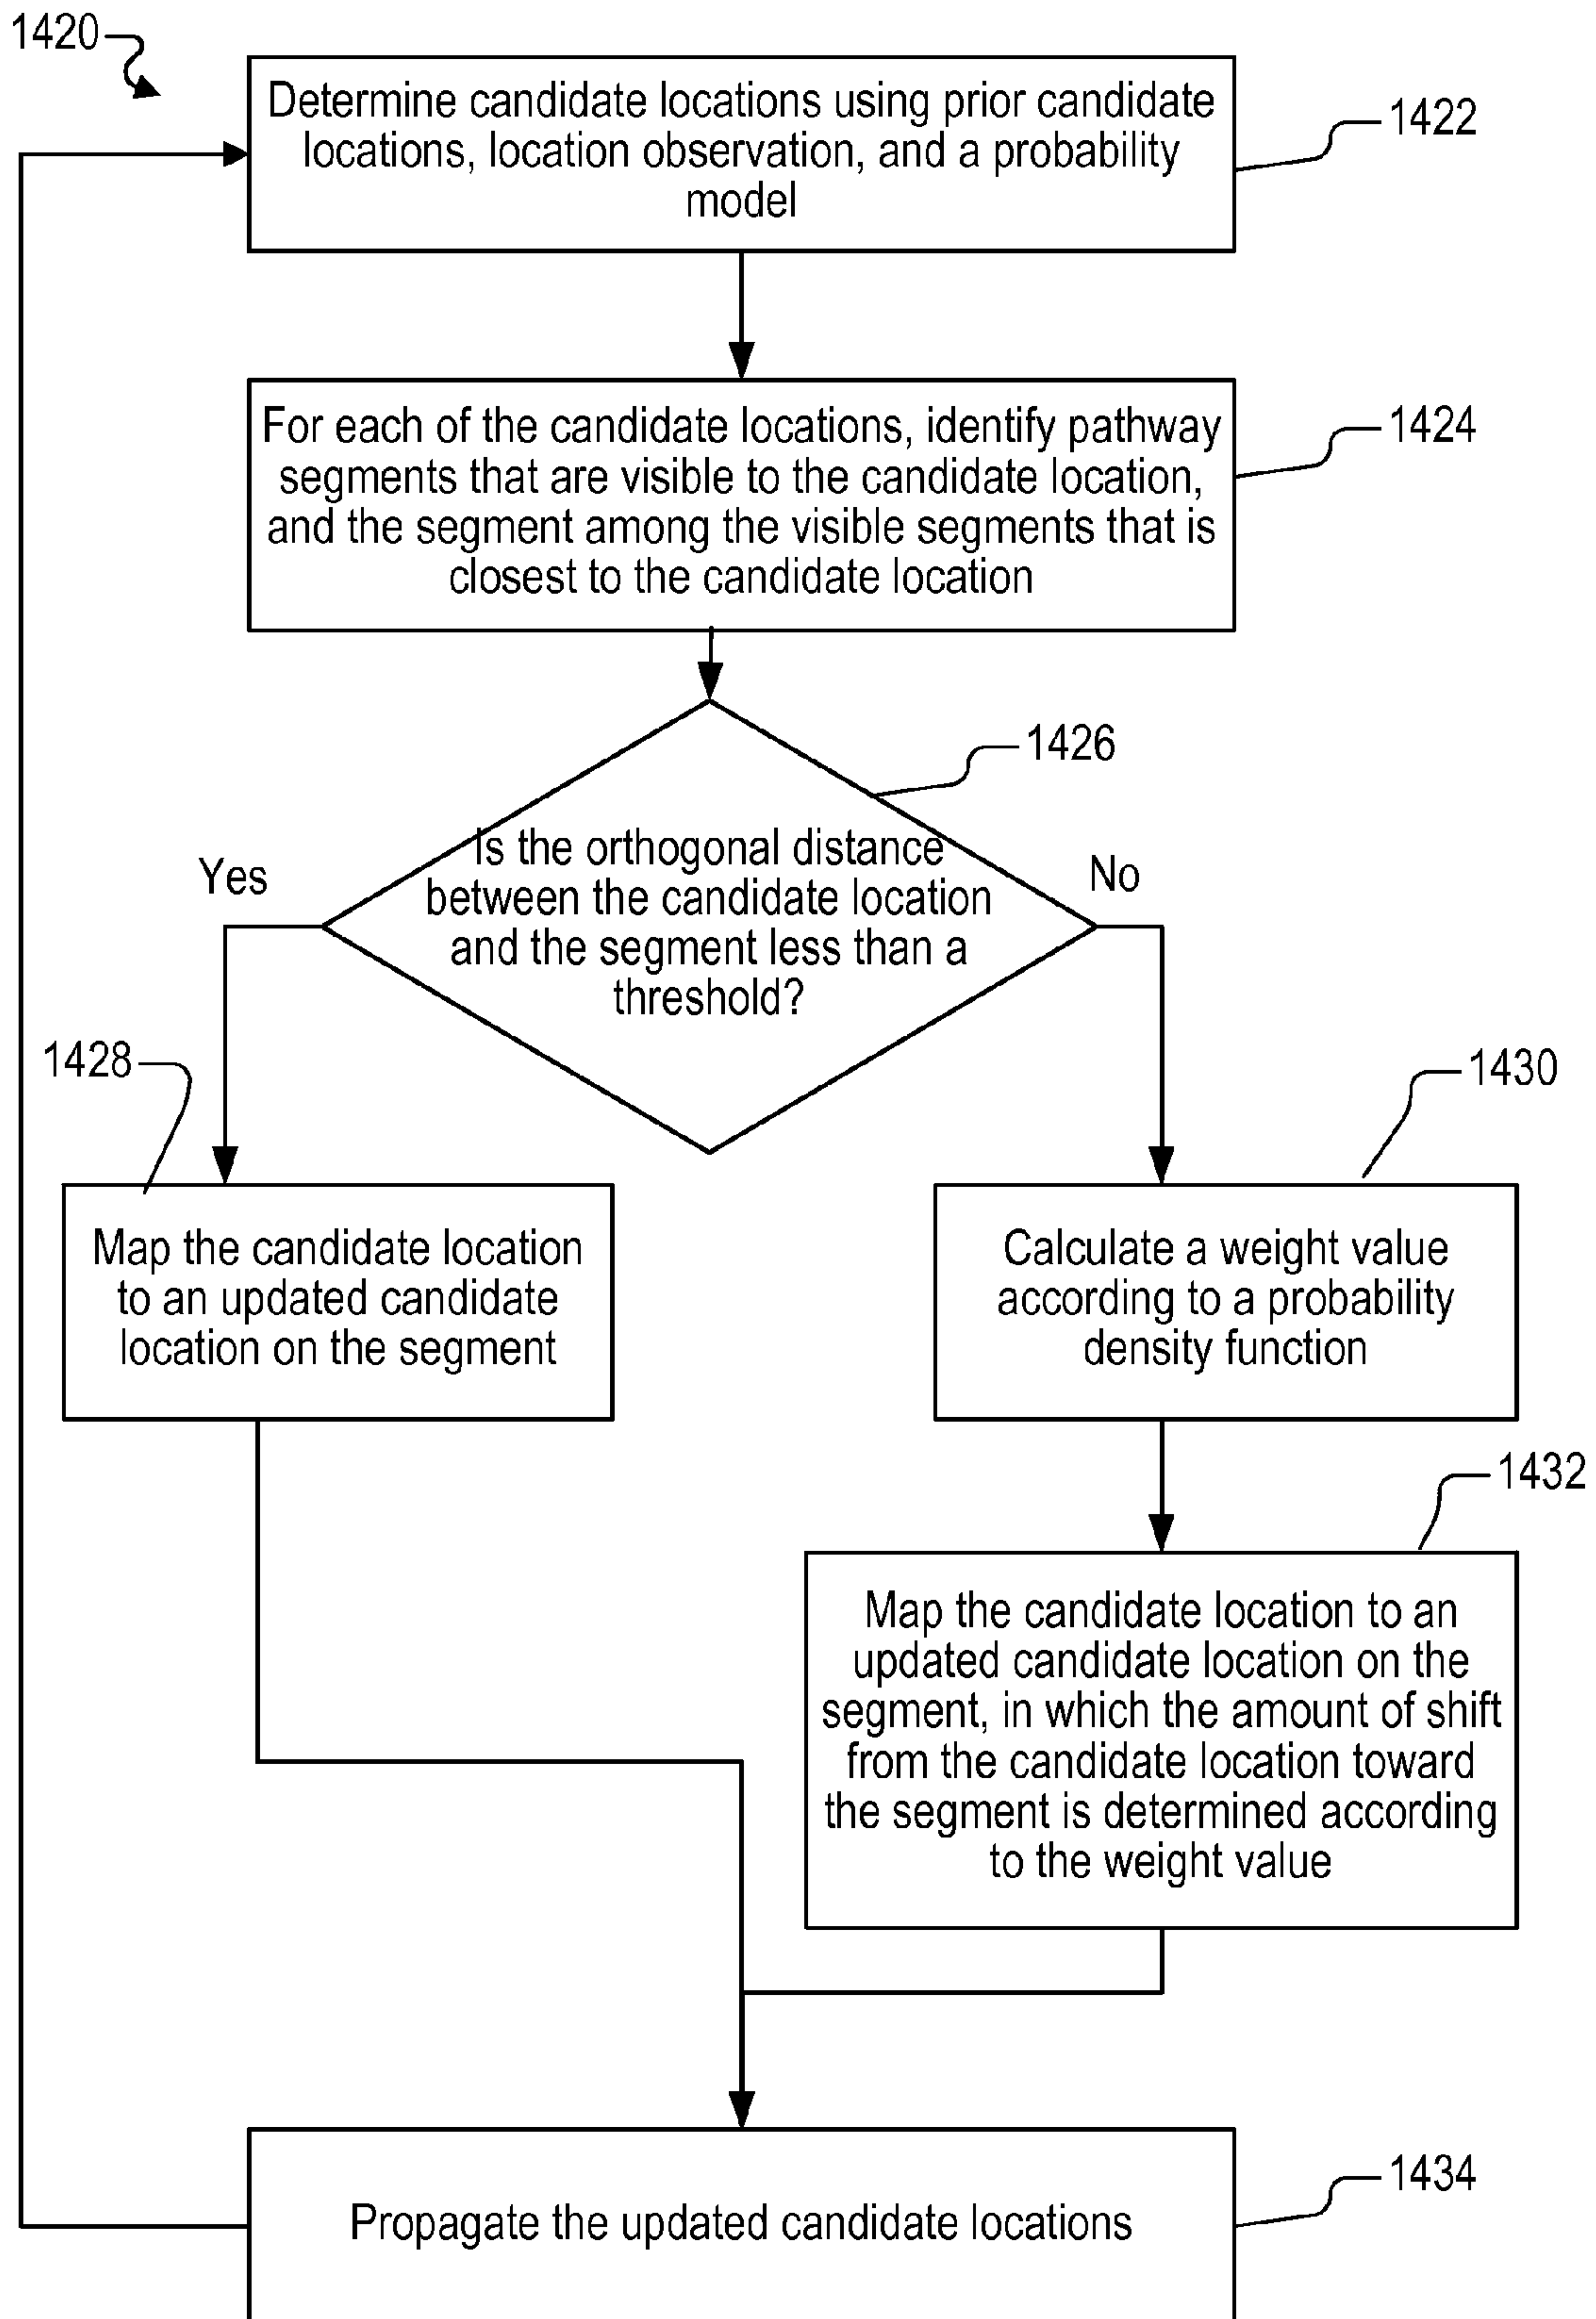 1420
Determine candidate locations using prior candidate
locations, location observation, and a probability
model
1422
For each of the candidate locations, identify pathway
segments that are visible to the candidate location,
and the segment among the visible segments that is
closest to the candidate location
1424
1426
Is the orthogonal distance
between the candidate location
and the segment less than a
threshold?
Yes
No
1428
1430
Map the candidate location
to an updated candidate
location on the segment
Calculate a weight value
according to a probability
density function
1432
Map the candidate location to an
updated candidate location on the
segment, in which the amount of shift
from the candidate location toward
the segment is determined according
to the weight value
1434
Propagate the updated candidate locations